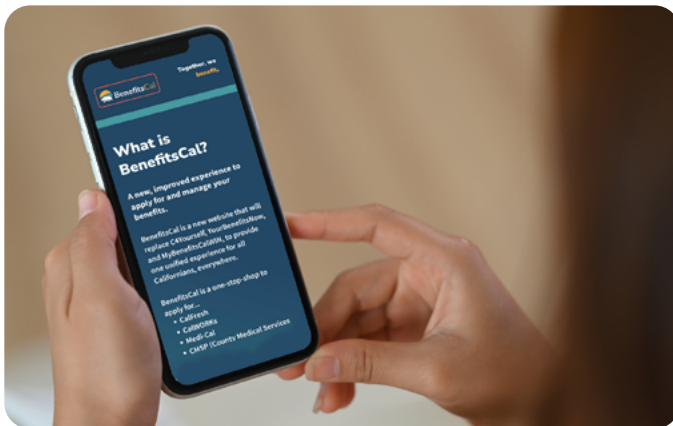 BenefitsCal
Together, we
benefit.
What is
BenefitsCal?
A new, improved experience to
apply for and manage your
benefits.
BenefitsCal is a new website that will
replace C4Yourself, YourBenefitsNow,
and MyBenefitsCalWIN, to provide
one unified experience for all
Californians, everywhere.
BenefitsCal is a one-stop-shop to
apply for...
• CalFresh
• CalWORKs
• Medi-Cal
• CMSP (County Medical Services